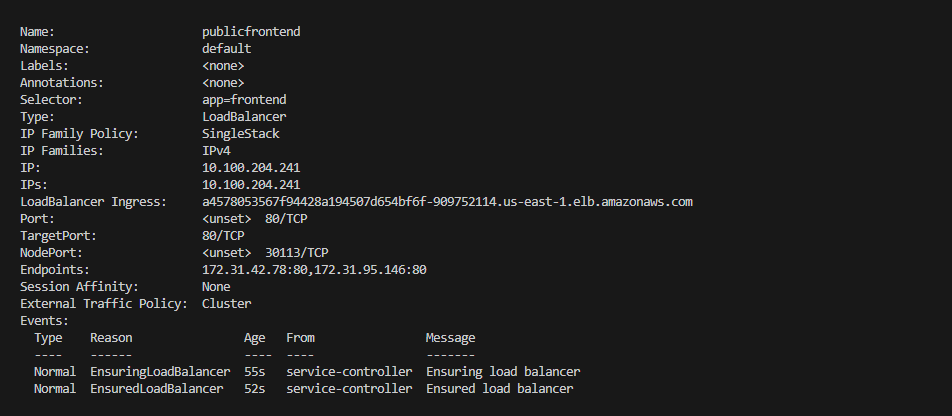 Name:                     publicfrontend
Namespace:                default
Labels:                   <none>
Annotations:              <none>
Selector:                 app=frontend
Type:                     LoadBalancer
IP Family Policy:         SingleStack
IP Families:              IPv4
IP:                       10.100.204.241
IPs:                      10.100.204.241
LoadBalancer Ingress:     a4578053567f94428a194507d654bf6f-909752114.us-east-1.elb.amazonaws.com
Port:                     <unset>  80/TCP
TargetPort:               80/TCP
NodePort:                 <unset>  30113/TCP
Endpoints:                172.31.42.78:80,172.31.95.146:80
Session Affinity:         None
External Traffic Policy:  Cluster
Events:
  Type    Reason                Age   From                Message
  ----    ------                ----  ----                -------
  Normal  EnsuringLoadBalancer  55s   service-controller  Ensuring load balancer
  Normal  EnsuredLoadBalancer   52s   service-controller  Ensured load balancer